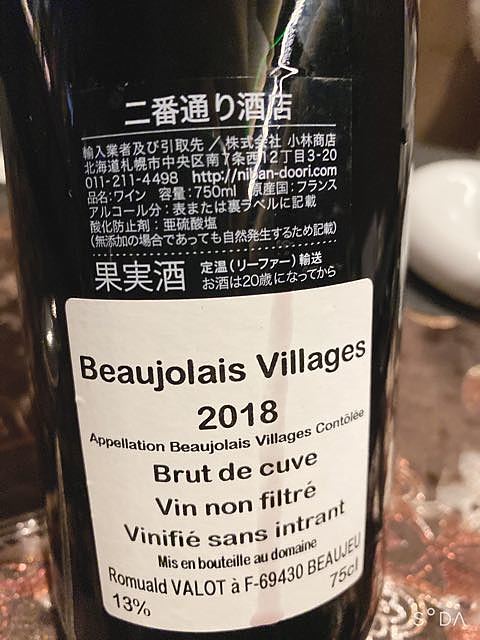 二番通り酒店
輸入業者及び引取先 / 株式会社 小林商店
北海道札幌市中央区南7条西12丁目3-20
011-211-4498 http://niban-doori.com/
品名:ワイン 容量:750ml 原産国:フランス
アルコール分:表または裏ラベルに記載
酸化防止剤:亜硫酸塩
(無添加の場合であっても自然発生するため記載)
果実酒 定温(リーファー)輸送
お酒は20歳になってから
Beaujolais Villages
2018
Appellation Beaujolais Villages Contôlée
Brut de cuve
Vin non filtré
Vinifié sans intrant
Mis en bouteille au domaine
Romuald VALOT à F-69430 BEAUJEU
13% 75cl
SODA